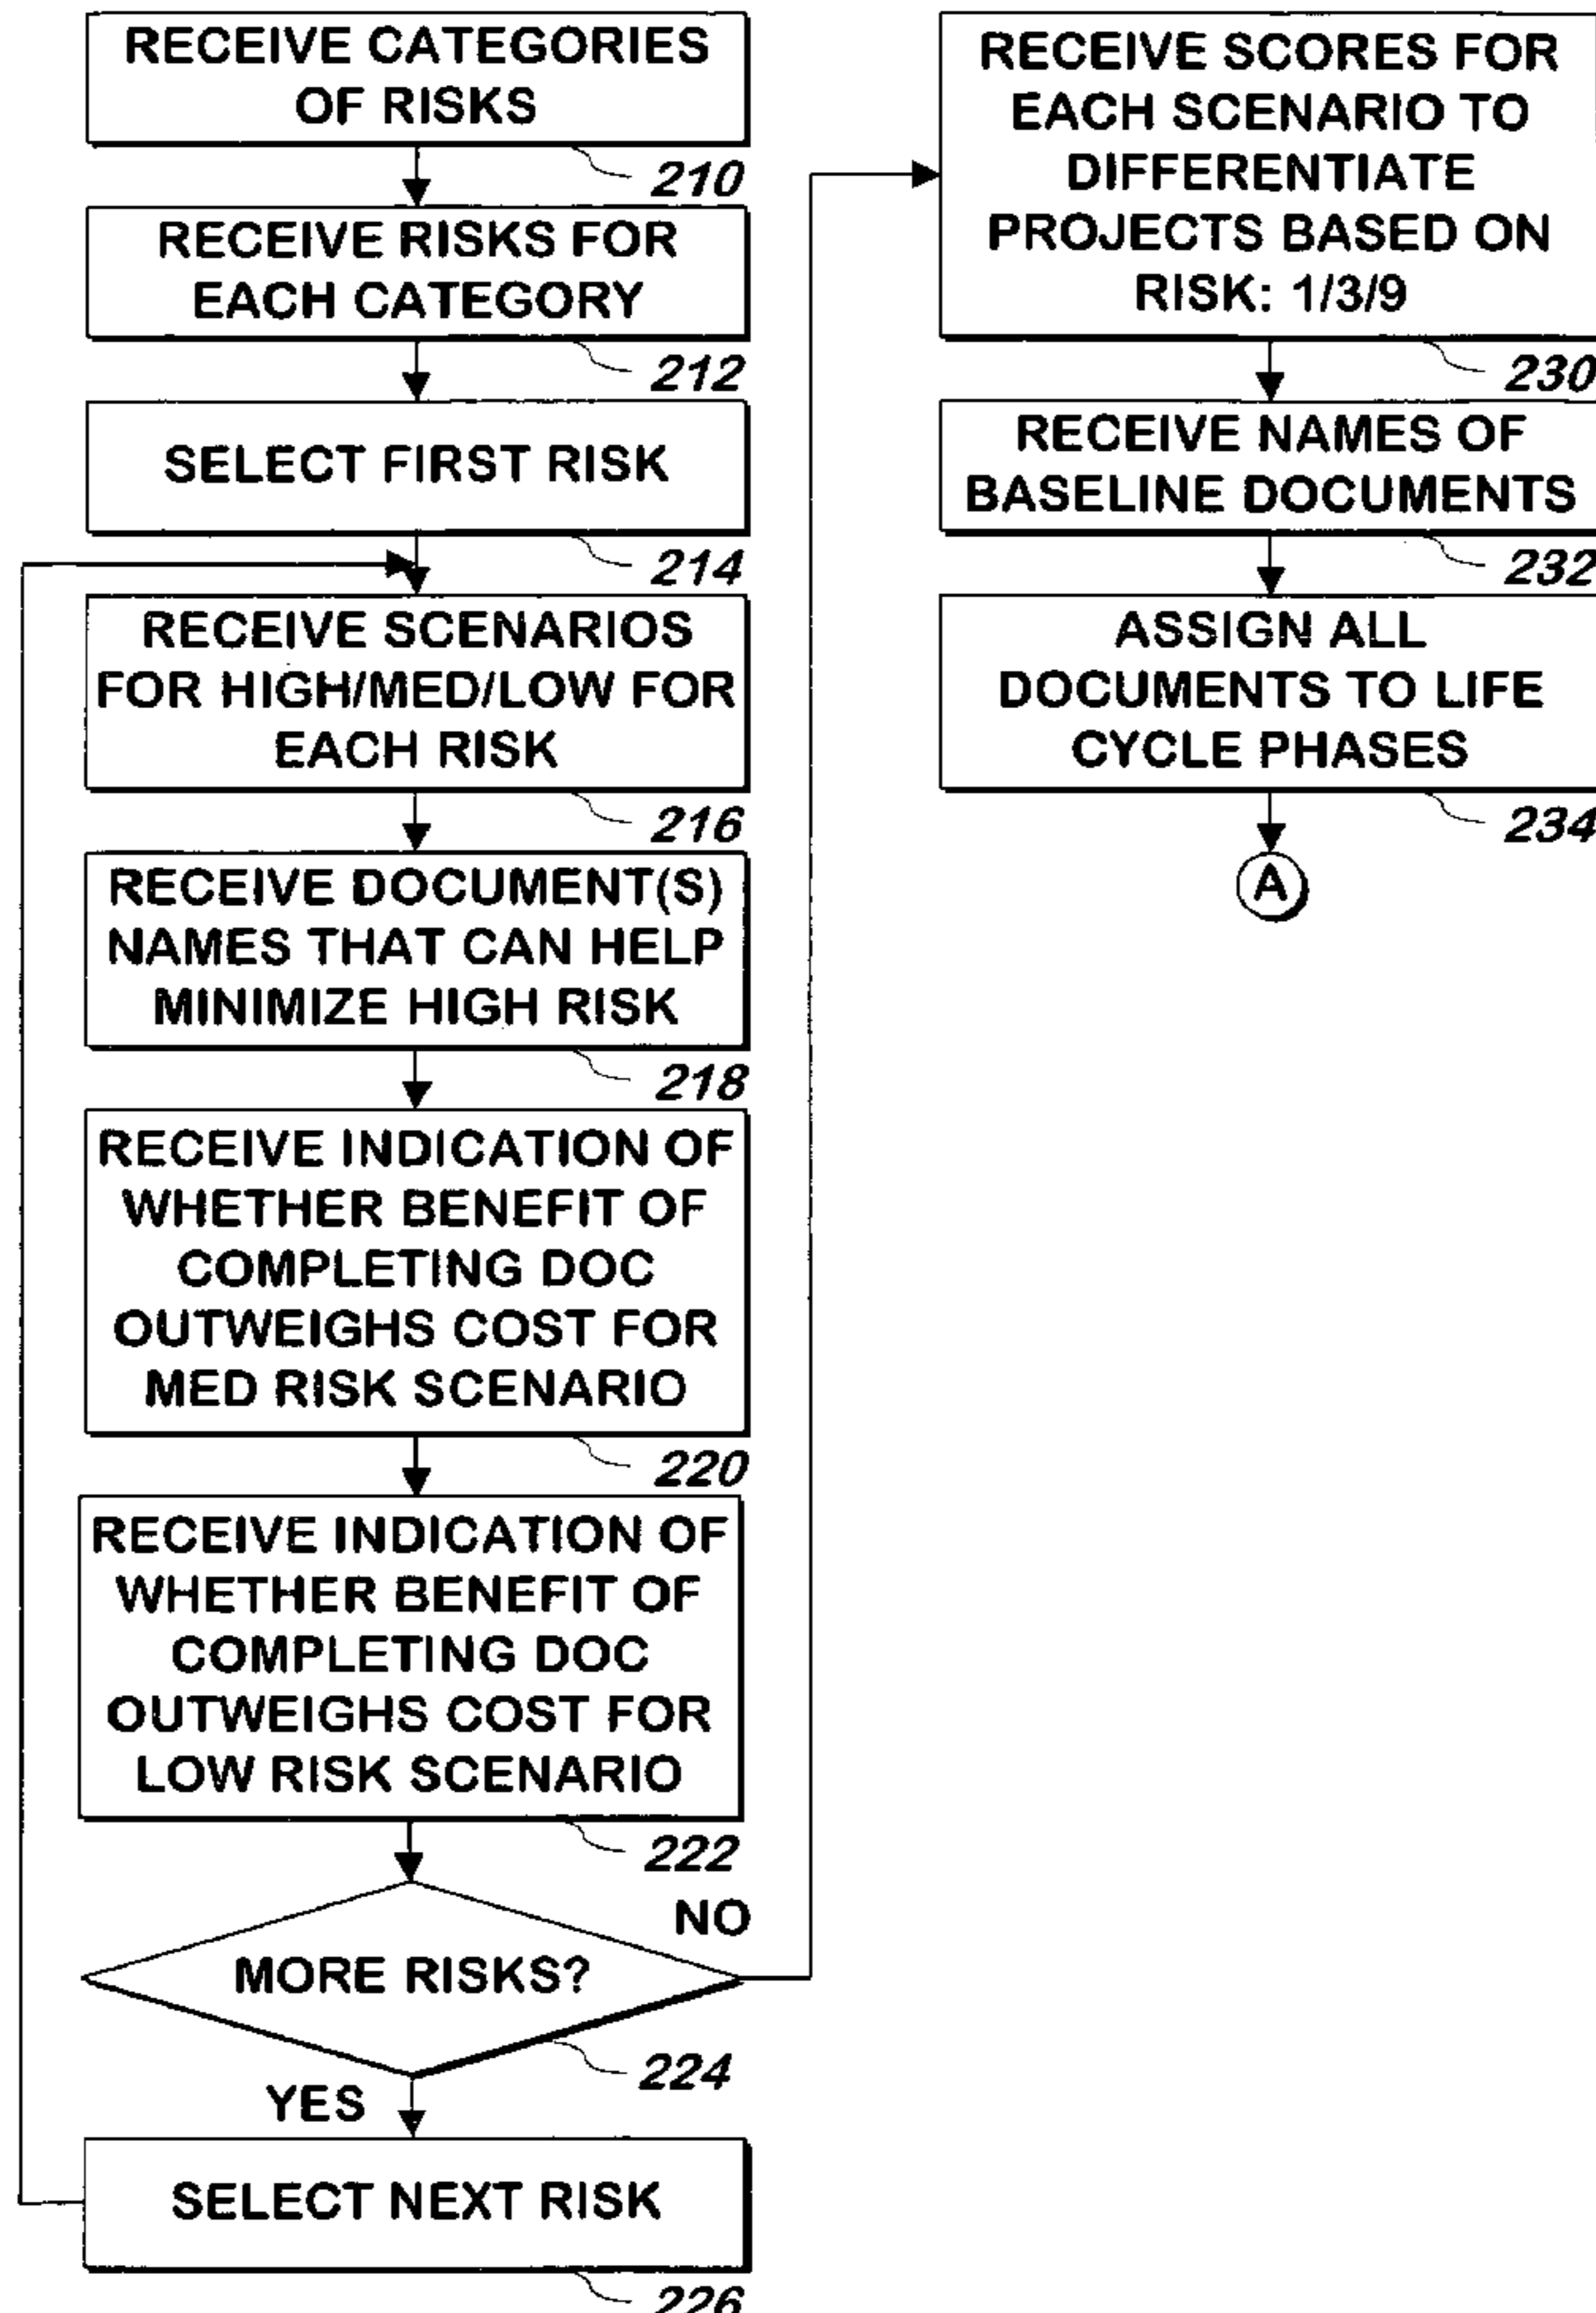 RECEIVE CATEGORIES
OF RISKS
210
RECEIVE RISKS FOR
EACH CATEGORY
212
SELECT FIRST RISK
214
RECEIVE SCENARIOS
FOR HIGH/MED/LOW FOR
EACH RISK
216
RECEIVE DOCUMENT(S)
NAMES THAT CAN HELP
MINIMIZE HIGH RISK
218
RECEIVE INDICATION OF
WHETHER BENEFIT OF
COMPLETING DOC
OUTWEIGHS COST FOR
MED RISK SCENARIO
220
RECEIVE INDICATION OF
WHETHER BENEFIT OF
COMPLETING DOC
OUTWEIGHS COST FOR
LOW RISK SCENARIO
222
NO
MORE RISKS?
224
YES
SELECT NEXT RISK
226
RECEIVE SCORES FOR
EACH SCENARIO TO
DIFFERENTIATE
PROJECTS BASED ON
RISK: 1/3/9
230
RECEIVE NAMES OF
BASELINE DOCUMENTS
232
ASSIGN ALL
DOCUMENTS TO LIFE
CYCLE PHASES
234
A